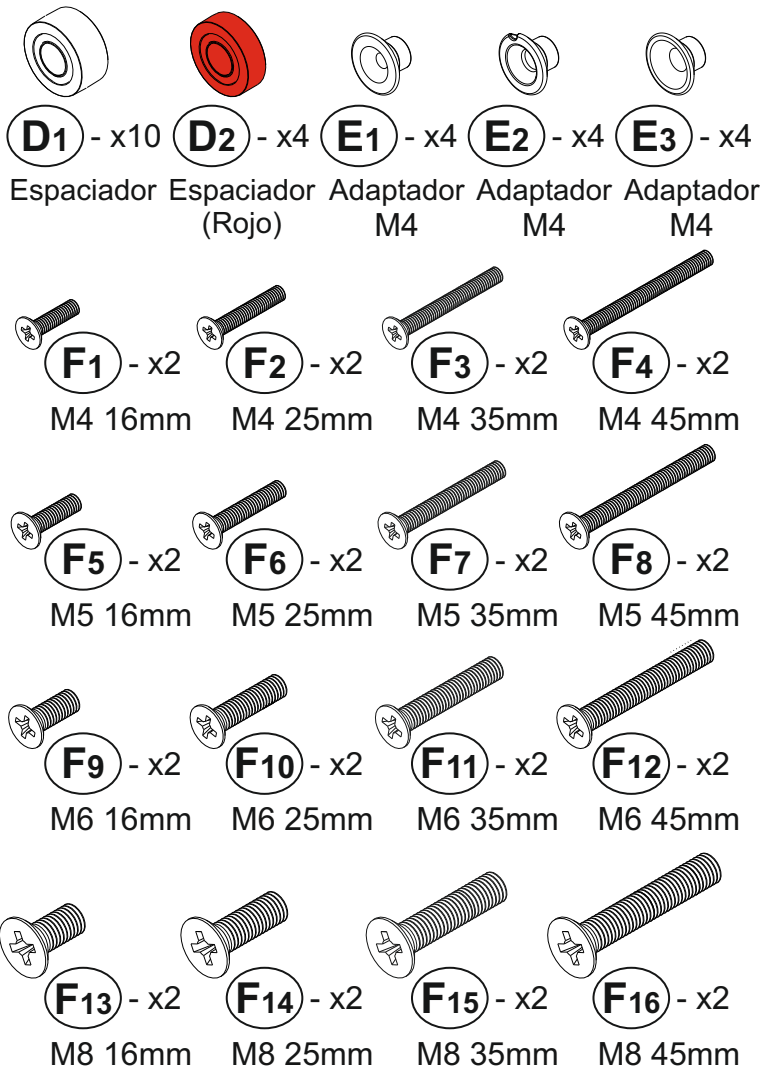 D1 - x10 D2 - x4 E1 - x4 E2 - x4 E3 - x4
Espaciador Espaciador Adaptador Adaptador Adaptador
(Rojo) M4 M4 M4
F1 - x2 F2 - x2 F3 - x2 F4 - x2
M4 16mm M4 25mm M4 35mm M4 45mm
F5 - x2 F6 - x2 F7 - x2 F8 - x2
M5 16mm M5 25mm M5 35mm M5 45mm
F9 - x2 F10 - x2 F11 - x2 F12 - x2
M6 16mm M6 25mm M6 35mm M6 45mm
F13 - x2 F14 - x2 F15 - x2 F16 - x2
M8 16mm M8 25mm M8 35mm M8 45mm